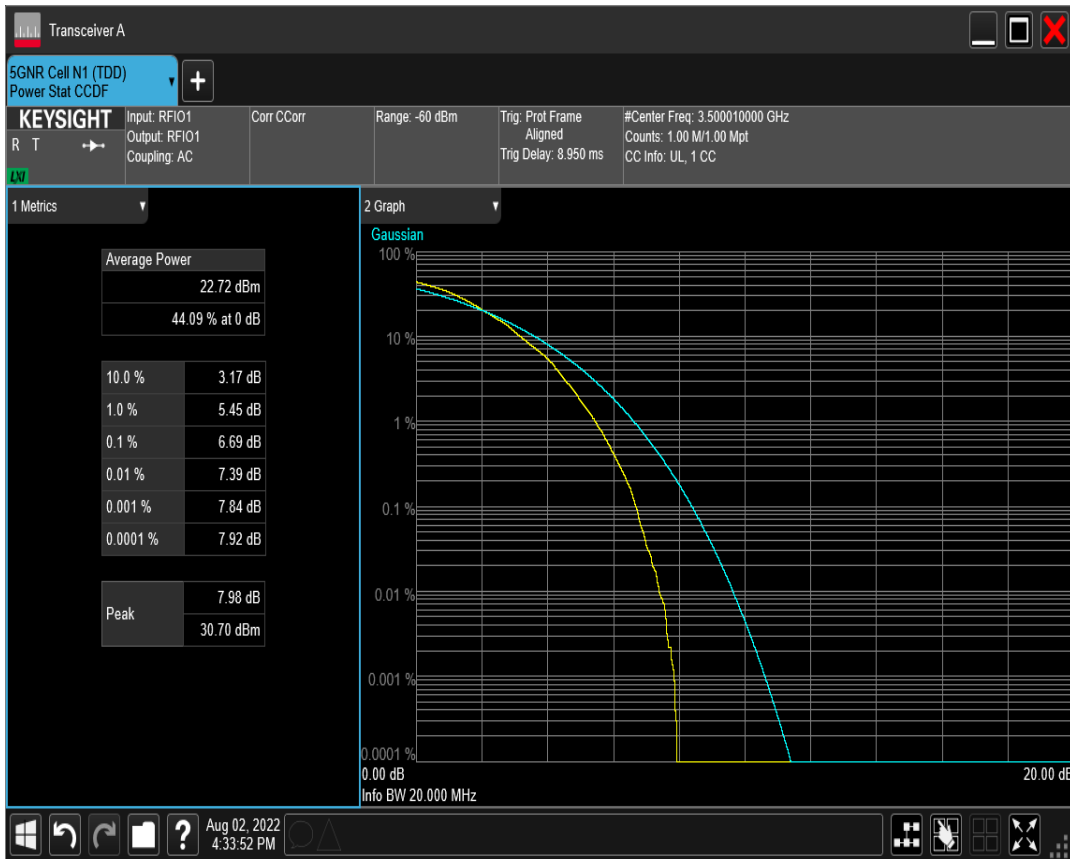 Transceiver A
5GNR Cell N1 (TDD)
Power Stat CCDF
+
KEYSIGHT
R T
LXI
Input: RFIO1
Output: RFIO1
Coupling: AC
Corr CCorr
Range: -60 dBm
Trig: Prot Frame
Aligned
Trig Delay: 8.950 ms
#Center Freq: 3.500010000 GHz
Counts: 1.00 M/1.00 Mpt
CC Info: UL, 1 CC
1 Metrics
Average Power
22.72 dBm
44.09 % at 0 dB
10.0 % 3.17 dB
1.0 % 5.45 dB
0.1 % 6.69 dB
0.01 % 7.39 dB
0.001 % 7.84 dB
0.0001 % 7.92 dB
Peak
7.98 dB
30.70 dBm
2 Graph
Gaussian
100 %
10 %
1 %
0.1 %
0.01 %
0.001 %
0.0001 %
0.00 dB
20.00 dB
Info BW 20.000 MHz
?
Aug 02, 2022
4:33:52 PM